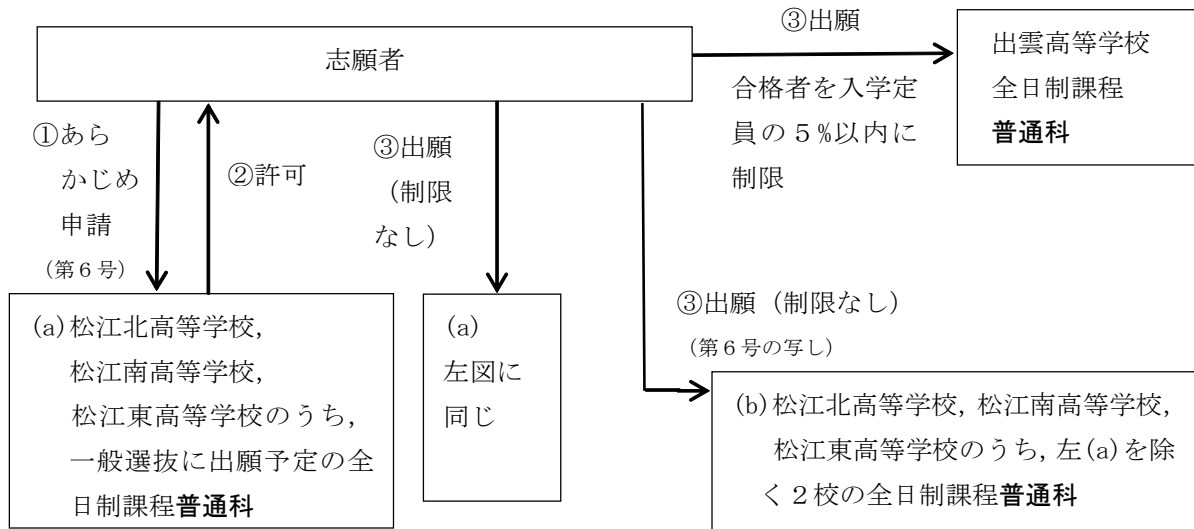 志願者
③出願
合格者を入学定
員の５%以内に
制限
出雲高等学校
全日制課程
普通科
①あら
かじめ
申請
（第６号）
②許可
③出願
（制限
なし）
③出願（制限なし）
（第６号の写し）
(a)松江北高等学校，
松江南高等学校，
松江東高等学校のうち，
一般選抜に出願予定の全
日制課程普通科
(a)
左図に
同じ
(b)松江北高等学校，松江南高等学校，
松江東高等学校のうち，左(a)を除
く２校の全日制課程普通科